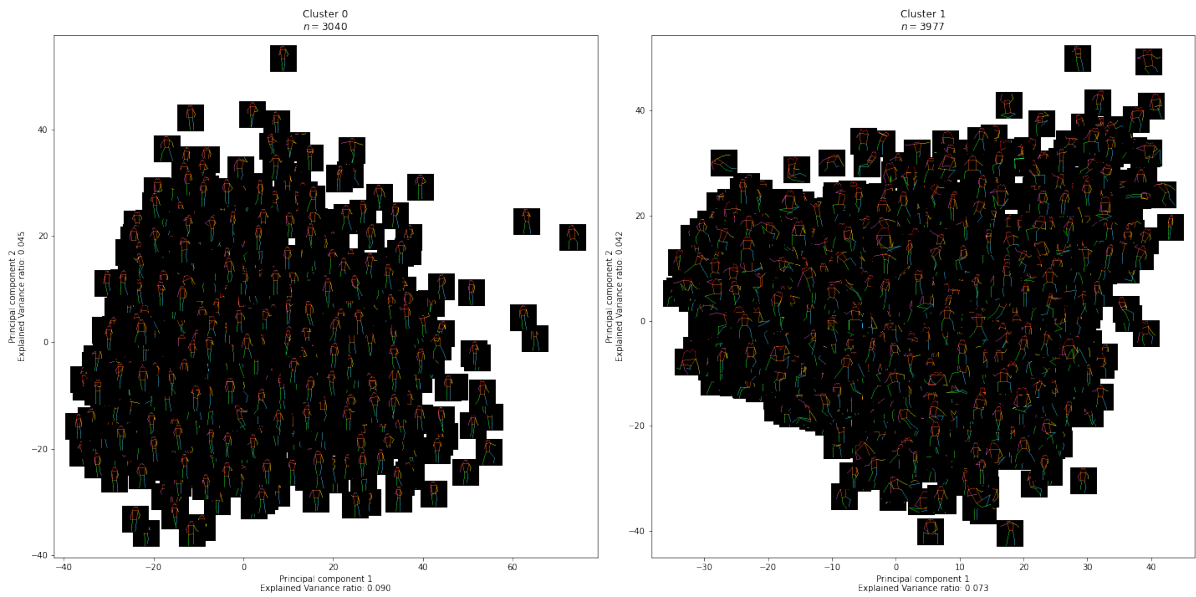 Cluster 0
n = 3040
40
20
0
−20
−40
−40
−20
0
20
40
60
Principal component 2
Explained Variance ratio: 0.045
Principal component 1
Explained Variance ratio: 0.090
Cluster 1
n = 3977
40
20
0
−20
−40
−30
−20
−10
0
10
20
30
40
Principal component 2
Explained Variance ratio: 0.042
Principal component 1
Explained Variance ratio: 0.073